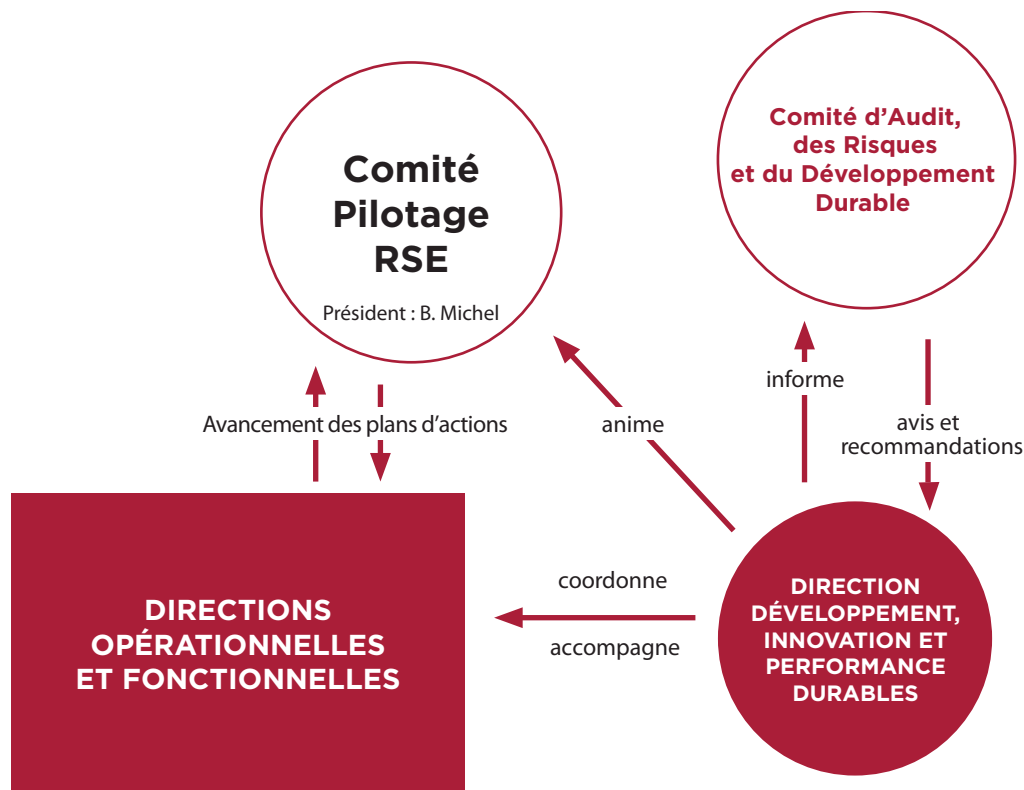 Comité
Pilotage
RSE
Président : B. Michel
Comité d’Audit,
des Risques
et du Développement
Durable
Avancement des plans d’actions
anime
informe
avis et
recommandations
DIRECTIONS
OPÉRATIONNELLES
ET FONCTIONNELLES
coordonne
accompagne
DIRECTION
DÉVELOPPEMENT,
INNOVATION ET
PERFORMANCE
DURABLES